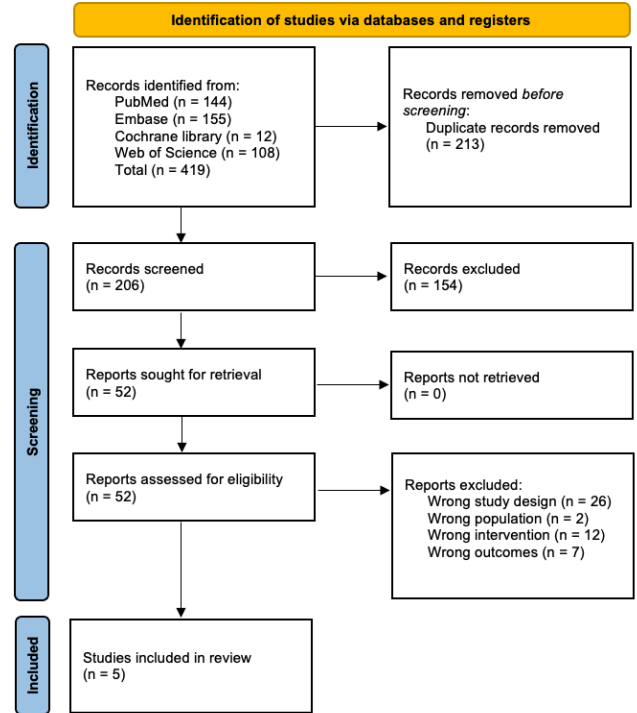 Identification of studies via databases and registers
Identification
Records identified from:
PubMed (n = 144)
Embase (n = 155)
Cochrane library (n = 12)
Web of Science (n = 108)
Total (n = 419)
Records removed before
screening:
Duplicate records removed
(n = 213)
Screening
Records screened
(n = 206)
Records excluded
(n = 154)
Reports sought for retrieval
(n = 52)
Reports not retrieved
(n = 0)
Reports assessed for eligibility
(n = 52)
Reports excluded:
Wrong study design (n = 26)
Wrong population (n = 2)
Wrong intervention (n = 12)
Wrong outcomes (n = 7)
Included
Studies included in review
(n = 5)